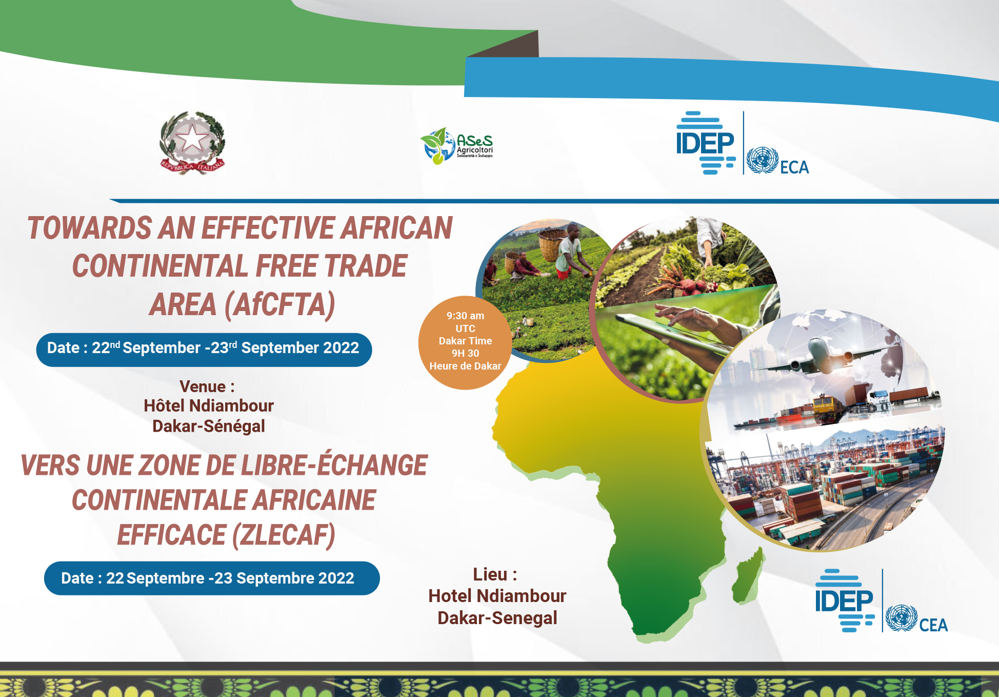 REPVBBLICA ITALIANA
ASeS
Agricoltori
Solidarietà e Sviluppo
IDEP
ECA
TOWARDS AN EFFECTIVE AFRICAN
CONTINENTAL FREE TRADE
AREA (AfCFTA)
Date : 22nd September -23rd September 2022
9:30 am
UTC
Dakar Time
9H 30
Heure de Dakar
Venue :
Hôtel Ndiambour
Dakar-Sénégal
VERS UNE ZONE DE LIBRE-ÉCHANGE
CONTINENTALE AFRICAINE
EFFICACE (ZLECAF)
Date : 22 Septembre -23 Septembre 2022
Lieu :
Hotel Ndiambour
Dakar-Senegal
IDEP
CEA